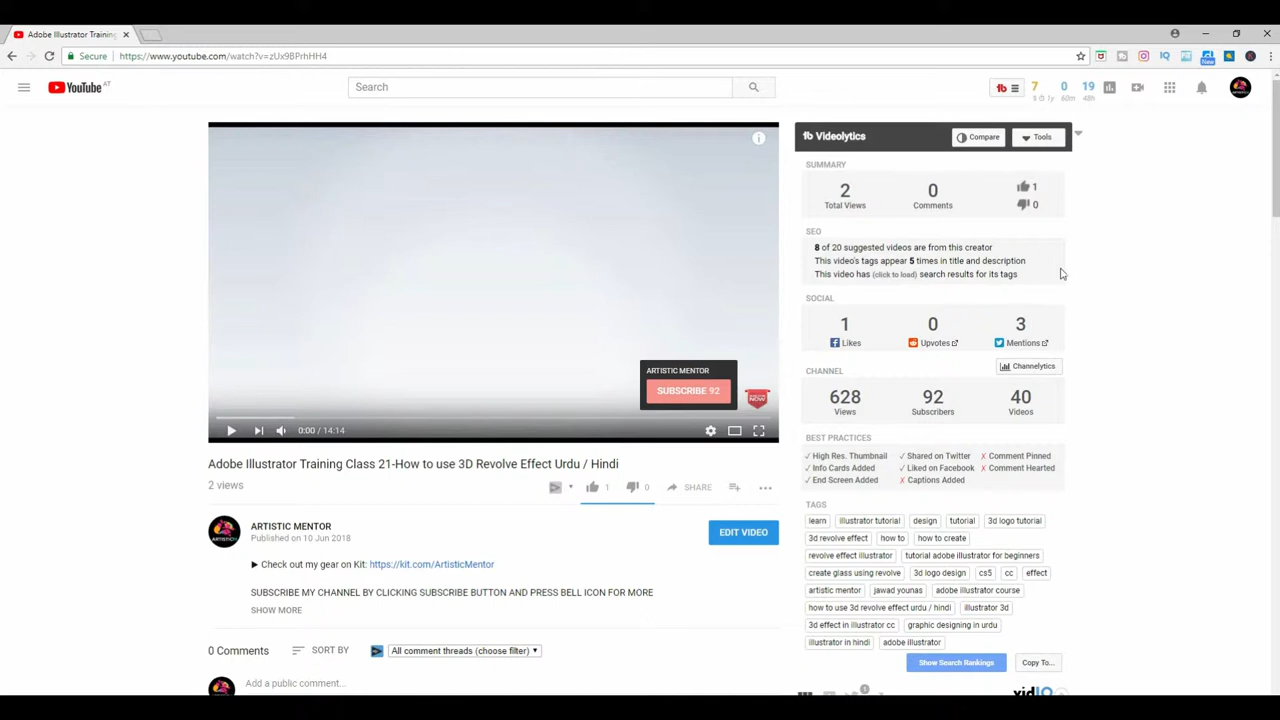 Adobe Illustrator Training
Secure
https://www.youtube.com/watch?v=zUx9BPrhHH4
New
YouTube AT
Search
7 0 19
1y 60m 48h
Videolytics Compare Tools
SUMMARY
2 0 1
Total Views Comments 0
SEO
8 of 20 suggested videos are from this creator
This video's tags appear 5 times in title and description
This video has (click to load) search results for its tags
SOCIAL
1 0 3
Likes Upvotes Mentions
Channelytics
CHANNEL
628 92 40
Views Subscribers Videos
BEST PRACTICES
✓ High Res. Thumbnail ✓ Shared on Twitter ✗ Comment Pinned
✓ Info Cards Added ✓ Liked on Facebook ✗ Comment Hearted
✓ End Screen Added ✗ Captions Added
TAGS
learn illustrator tutorial design tutorial 3d logo tutorial
3d revolve effect how to how to create
revolve effect illustrator tutorial adobe illustrator for beginners
create glass using revolve 3d logo design cs5 cc effect
artistic mentor jawad younas adobe illustrator course
how to use 3d revolve effect urdu / hindi illustrator 3d
3d effect in illustrator cc graphic designing in urdu
illustrator in hindi adobe illustrator
Show Search Rankings Copy To...
1
vidIQ
ARTISTIC MENTOR
SUBSCRIBE 92
NOW
0:00 / 14:14
Adobe Illustrator Training Class 21-How to use 3D Revolve Effect Urdu / Hindi
2 views
1 0 SHARE
ARTISTIC MENTOR
Published on 10 Jun 2018
EDIT VIDEO
► Check out my gear on Kit: https://kit.com/ArtisticMentor
SUBSCRIBE MY CHANNEL BY CLICKING SUBSCRIBE BUTTON AND PRESS BELL ICON FOR MORE
SHOW MORE
0 Comments SORT BY All comment threads (choose filter)
Add a public comment...